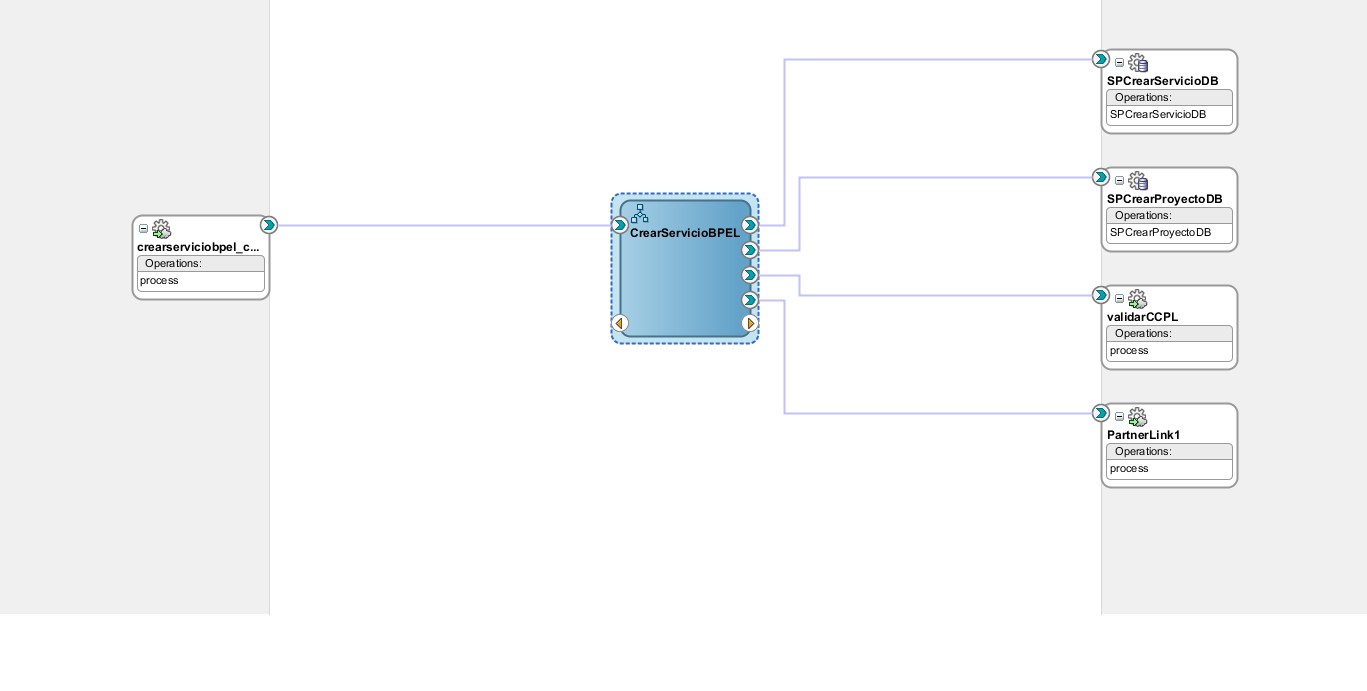 crearserviciobpel_c...
Operations:
process
CrearServicioBPEL
SPCrearServicioDB
Operations:
SPCrearServicioDB
SPCrearProyectoDB
Operations:
SPCrearProyectoDB
validarCCPL
Operations:
process
PartnerLink1
Operations:
process